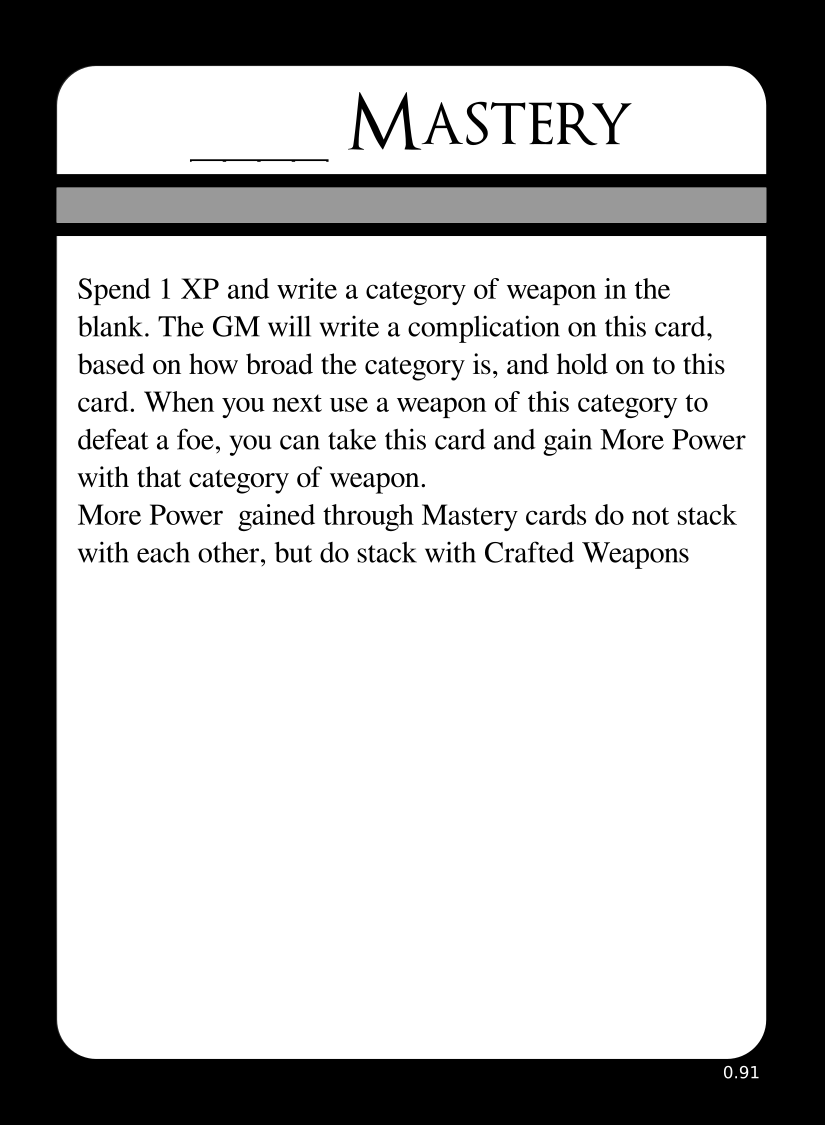 ____ Mastery
Spend 1 XP and write a category of weapon in the
blank. The GM will write a complication on this card,
based on how broad the category is, and hold on to this
card. When you next use a weapon of this category to
defeat a foe, you can take this card and gain More Power
with that category of weapon.
More Power  gained through Mastery cards do not stack
with each other, but do stack with Crafted Weapons
0.91